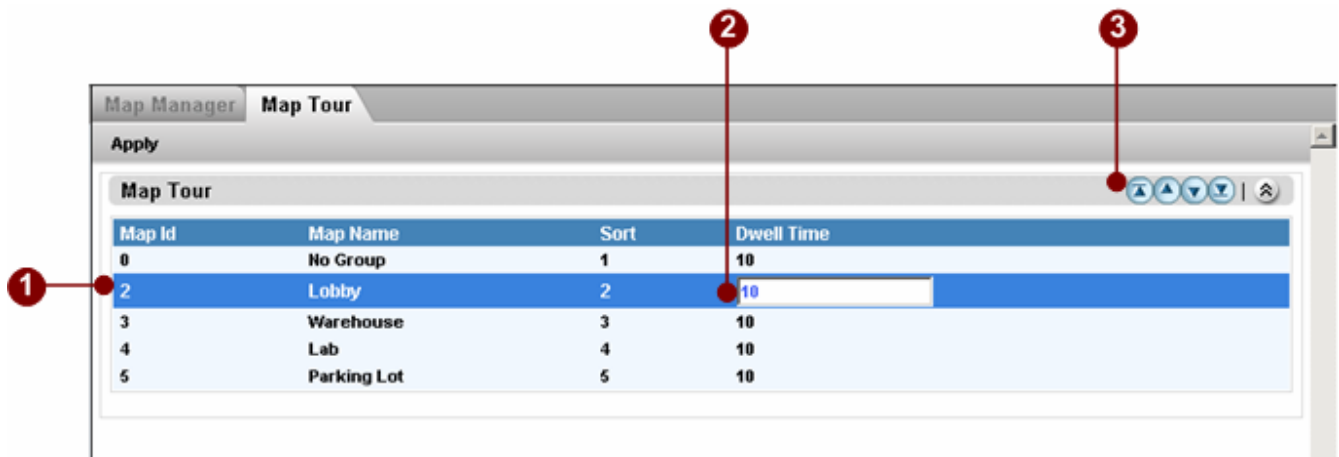 2 3
Map Manager Map Tour
Apply
Map Tour |
Map Id Map Name Sort Dwell Time
0 No Group 1 10
1 2 Lobby 2 10
3 Warehouse 3 10
4 Lab 4 10
5 Parking Lot 5 10